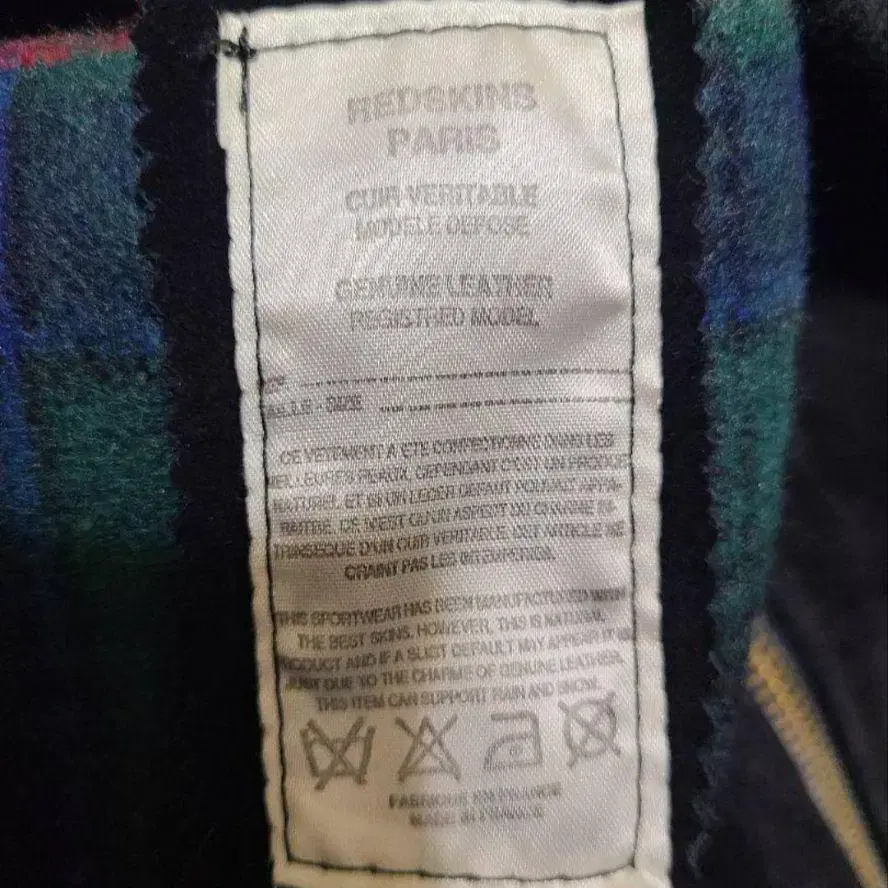 REDSKINS
PARIS
CUIR VERITABLE
MODELE DEPOSE
GENUINE LEATHER
REGISTRED MODEL
TAILLE - SIZE
CE VETEMENT A ETE CONFECTIONNE DANS LES
MEILLEURES PEAUX, CEPENDANT C'EST UN PRODUIT
NATUREL, ET SI UN LEGER DEFAUT POUVAIT APPA-
RAITRE, CE N'EST QU'UN ASPECT DU CHARME IN-
TRINSEQUE D'UN CUIR VERITABLE. CET ARTICLE NE
CRAINT PAS LES INTEMPERIES.
THIS SPORTWEAR HAS BEEN MANUFACTURED WITH
THE BEST SKINS. HOWEVER, THIS IS NATURAL
PRODUCT AND IF A SLIGT DEFAULT MAY APPEAR IT IS
JUST DUE TO THE CHARME OF GENUINE LEATHER.
THIS ITEM CAN SUPPORT RAIN AND SNOW.
FABRIQUE EN FRANCE
MADE IN FRANCE